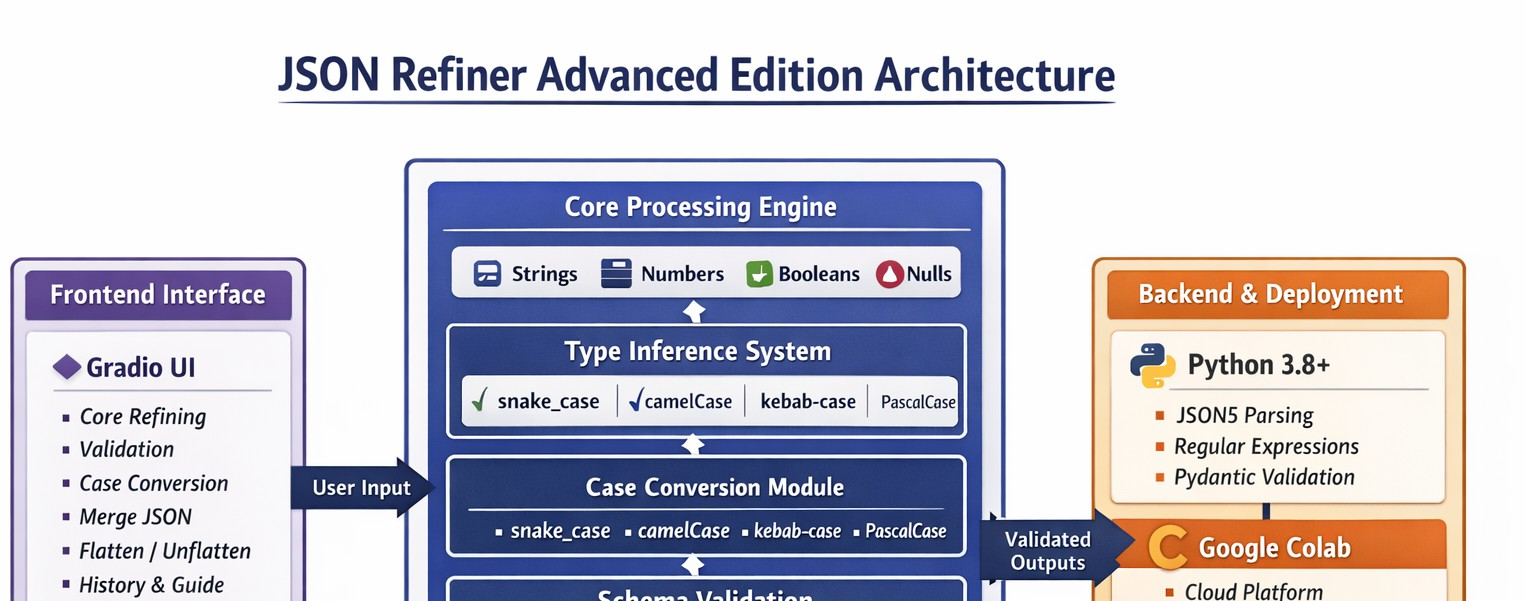 JSON Refiner Advanced Edition Architecture
Frontend Interface
Gradio UI
Core Refining
Validation
Case Conversion
Merge JSON
Flatten / Unflatten
History & Guide
User Input
Core Processing Engine
Strings Numbers Booleans Nulls
Type Inference System
snake_case camelCase kebab-case PascalCase
Case Conversion Module
snake_case camelCase kebab-case PascalCase
Schema Validation
Validated
Outputs
Backend & Deployment
Python 3.8+
JSON5 Parsing
Regular Expressions
Pydantic Validation
Google Colab
Cloud Platform